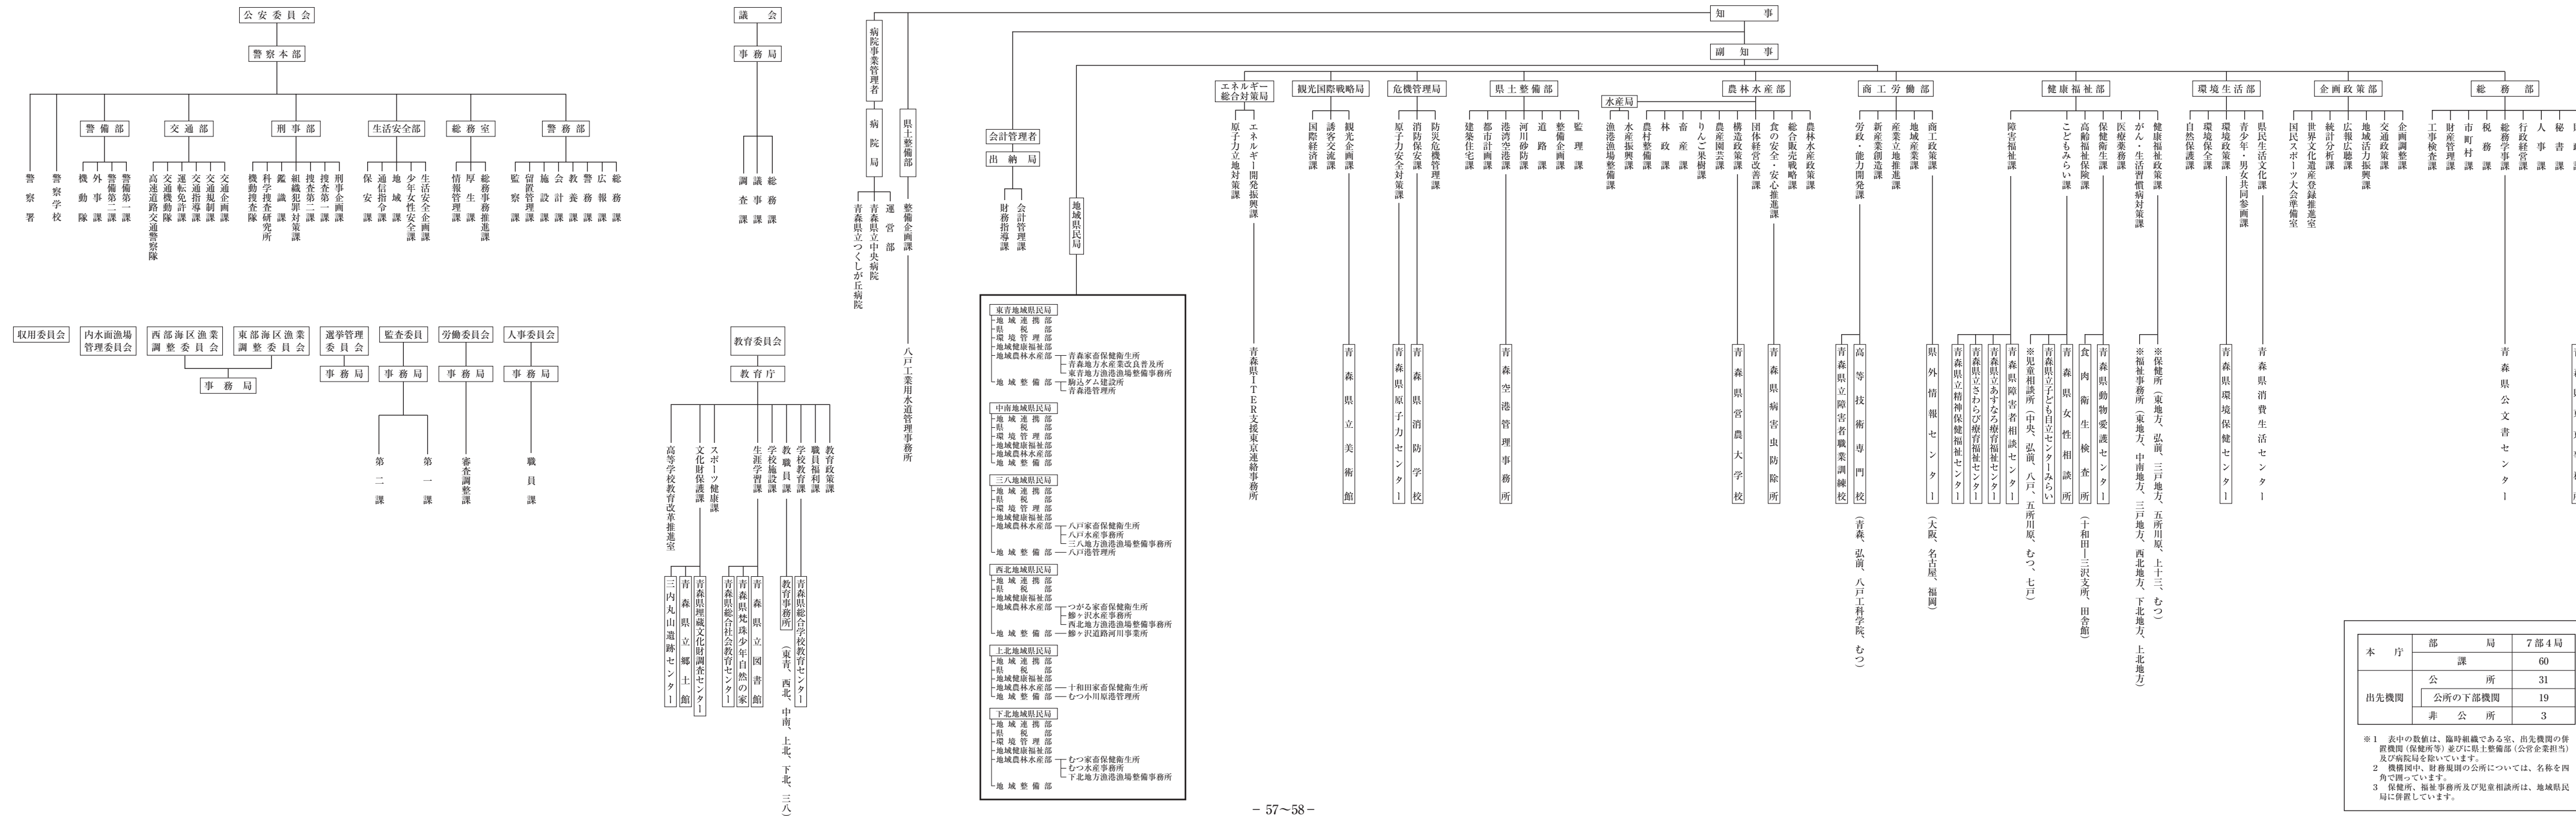 公安委員会
警察本部
警備部
交通部
刑事部
生活安全部
総務室
警務部
警察署
警察学校
機動隊
外事課
警備第二課
警備第一課
高速道路交通警察隊
交通機動隊
運転免許課
交通指導課
交通規制課
交通企画課
機動捜査隊
科学捜査研究所
鑑識課
組織犯罪対策課
捜査第二課
捜査第一課
刑事企画課
保安課
通信指令課
地域課
少年女性安全課
生活安全企画課
情報管理課
厚生課
総務事務推進課
監察課
留置管理課
施設課
会計課
教養課
警務課
広報課
総務課
議会
事務局
調査課
議事課
総務課
収用委員会
内水面漁場
管理委員会
西部海区漁業
調整委員会
東部海区漁業
調整委員会
事務局
選挙管理
委員会
事務局
監査委員
事務局
第二課
第一課
労働委員会
事務局
審査調整課
人事委員会
事務局
職員課
教育委員会
教育庁
高等学校教育改革推進室
文化財保護課
スポーツ健康課
生涯学習課
学校施設課
教職員課
学校教育課
職員福利課
教育政策課
三内丸山遺跡センター
青森県立郷土館
青森県埋蔵文化財調査センター
青森県総合社会教育センター
青森県梵珠少年自然の家
青森県立図書館
教育事務所
(東青、西北、中南、上北、下北、三八)
青森県総合学校教育センター
知事
副知事
病院事業管理者
病院局
青森県立つくしが丘病院
青森県立中央病院
運営部
県土整備部
整備企画課
八戸工業用水道管理事務所
会計管理者
出納局
財務指導課
会計管理課
地域県民局
東青地域県民局
地域連携部
県税部
環境管理部
地域健康福祉部
地域農林水産部
青森家畜保健衛生所
青森地方水産業改良普及所
東青地方漁港漁場整備事務所
地域整備部
駒込ダム建設所
青森港管理所
中南地域県民局
地域連携部
県税部
環境管理部
地域健康福祉部
地域農林水産部
地域整備部
三八地域県民局
地域連携部
県税部
環境管理部
地域健康福祉部
地域農林水産部
八戸家畜保健衛生所
八戸水産事務所
三八地方漁港漁場整備事務所
地域整備部
八戸港管理所
西北地域県民局
地域連携部
県税部
地域健康福祉部
地域農林水産部
つがる家畜保健衛生所
鰺ヶ沢水産事務所
西北地方漁港漁場整備事務所
地域整備部
鰺ヶ沢道路河川事業所
上北地域県民局
地域連携部
県税部
地域健康福祉部
地域農林水産部
十和田家畜保健衛生所
地域整備部
むつ小川原港管理所
下北地域県民局
地域連携部
県税部
環境管理部
地域健康福祉部
地域農林水産部
むつ家畜保健衛生所
むつ水産事務所
下北地方漁港漁場整備事務所
地域整備部
エネルギー
総合対策局
原子力立地対策課
エネルギー開発振興課
青森県ITER支援東京連絡事務所
観光国際戦略局
国際経済課
誘客交流課
観光企画課
青森県立美術館
危機管理局
原子力安全対策課
消防保安課
防災危機管理課
青森県原子力センター
青森県消防学校
県土整備部
建築住宅課
都市計画課
港湾空港課
河川砂防課
道路課
整備企画課
監理課
青森空港管理事務所
農林水産部
水産局
漁港漁場整備課
水産振興課
農村整備課
林政課
畜産課
りんご果樹課
農産園芸課
構造政策課
団体経営改善課
食の安全・安心推進課
総合販売戦略課
農林水産政策課
青森県営農大学校
青森県病害虫防除所
商工労働部
労政・能力開発課
新産業創造課
産業立地推進課
地域産業課
商工政策課
青森県立障害者職業訓練校
高等技術専門校
(青森、弘前、八戸工科学院、むつ)
県外情報センター
(大阪、名古屋、福岡)
健康福祉部
障害福祉課
こどもみらい課
高齢福祉保険課
保健衛生課
医療薬務課
がん・生活習慣病対策課
健康福祉政策課
青森県立精神保健福祉センター
青森県立さわらび療育福祉センター
青森県立あすなろ療育福祉センター
青森県障害者相談センター
※児童相談所(中央、弘前、八戸、五所川原、むつ、七戸)
青森県立子ども自立センターみらい
青森県女性相談所
食肉衛生検査所
(十和田―三沢支所、田舎館)
青森県動物愛護センター
※福祉事務所(東地方、中南地方、三戸地方、西北地方、下北地方、上北地方)
※保健所(東地方、弘前、三戸地方、五所川原、上十三、むつ)
環境生活部
自然保護課
環境保全課
環境政策課
青少年・男女共同参画課
県民生活文化課
青森県環境保健センター
青森県消費生活センター
企画政策部
国民スポーツ大会準備室
世界文化遺産登録推進室
統計分析課
広報広聴課
地域活力振興課
交通政策課
企画調整課
総務部
工事検査課
財産管理課
市町村課
税務課
総務学事課
行政経営課
人事課
秘書課
青森県公文書センター
本庁 部局 7部4局
課 60
出先機関 公所 31
公所の下部機関 19
非公所 3
※1 表中の数値は、臨時組織である室、出先機関の併
置機関(保健所等)並びに県土整備部(公営企業担当)
及び病院局を除いています。
2 機構図中、財務規則の公所については、名称を四
角で囲っています。
3 保健所、福祉事務所及び児童相談所は、地域県民
局に併置しています。
－ 57～58 －